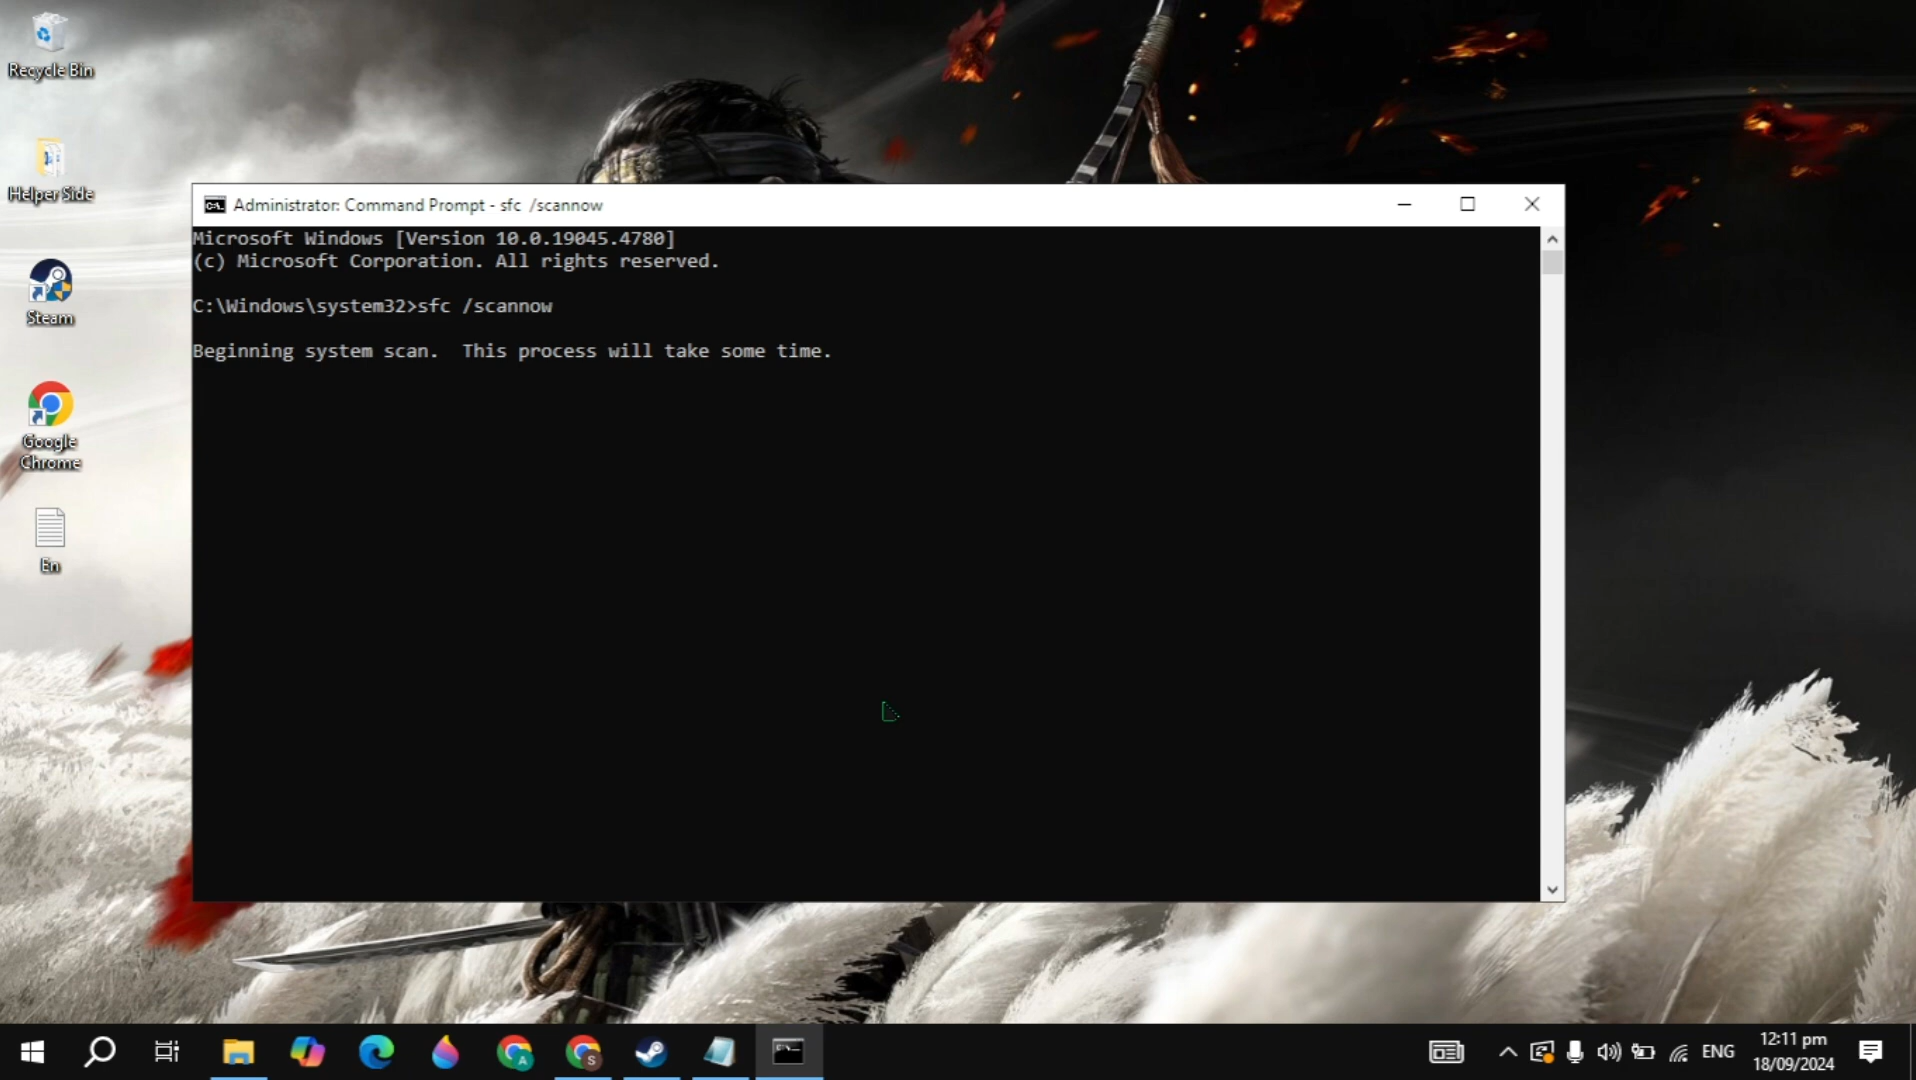 Recycle Bin
Helper Side
Steam
Google
Chrome
En
Administrator: Command Prompt - sfc  /scannow
Microsoft Windows [Version 10.0.19045.4780]
(c) Microsoft Corporation. All rights reserved.
C:\Windows\system32>sfc /scannow
Beginning system scan.  This process will take some time.
A
S
ENG
12:11 pm
18/09/2024